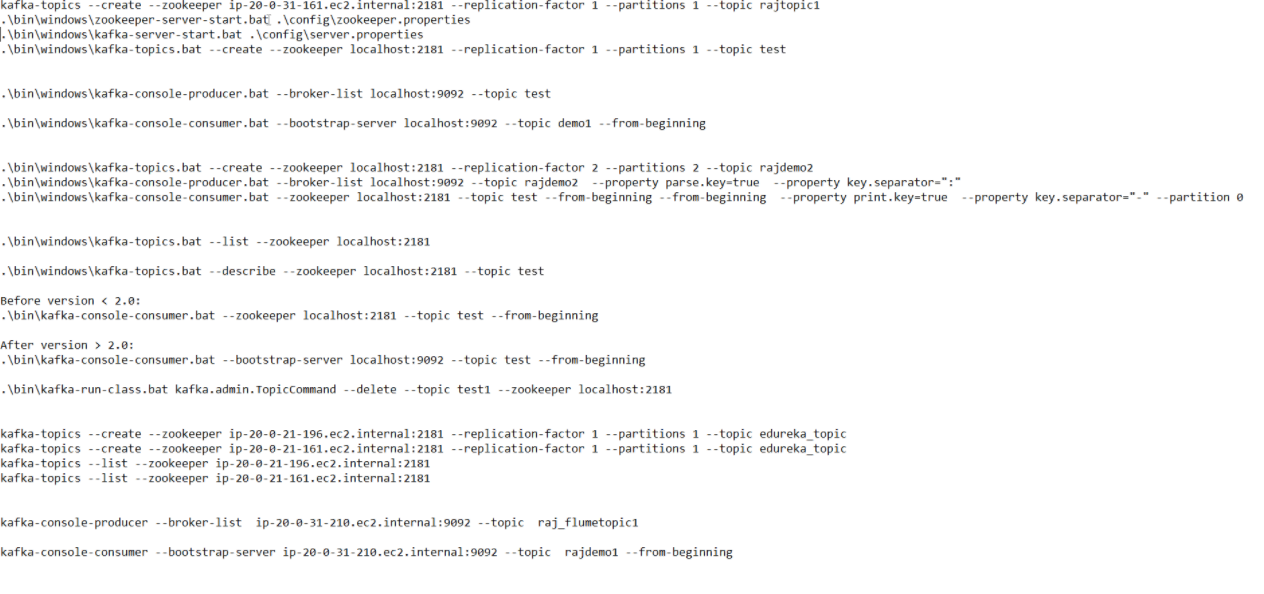 kafka-topics --create --zookeeper ip-20-0-31-161.ec2.internal:2181 --replication-factor 1 --partitions 1 --topic rajtopic1
.\bin\windows\zookeeper-server-start.bat .\config\zookeeper.properties
.\bin\windows\kafka-server-start.bat .\config\server.properties
.\bin\windows\kafka-topics.bat --create --zookeeper localhost:2181 --replication-factor 1 --partitions 1 --topic test
.\bin\windows\kafka-console-producer.bat --broker-list localhost:9092 --topic test
.\bin\windows\kafka-console-consumer.bat --bootstrap-server localhost:9092 --topic demo1 --from-beginning
.\bin\windows\kafka-topics.bat --create --zookeeper localhost:2181 --replication-factor 2 --partitions 2 --topic rajdemo2
.\bin\windows\kafka-console-producer.bat --broker-list localhost:9092 --topic rajdemo2  --property parse.key=true  --property key.separator=":"
.\bin\windows\kafka-console-consumer.bat --zookeeper localhost:2181 --topic test --from-beginning --from-beginning  --property print.key=true  --property key.separator="-" --partition 0
.\bin\windows\kafka-topics.bat --list --zookeeper localhost:2181
.\bin\windows\kafka-topics.bat --describe --zookeeper localhost:2181 --topic test
Before version < 2.0:
.\bin\kafka-console-consumer.bat --zookeeper localhost:2181 --topic test --from-beginning
After version > 2.0:
.\bin\kafka-console-consumer.bat --bootstrap-server localhost:9092 --topic test --from-beginning
.\bin\kafka-run-class.bat kafka.admin.TopicCommand --delete --topic test1 --zookeeper localhost:2181
kafka-topics --create --zookeeper ip-20-0-21-196.ec2.internal:2181 --replication-factor 1 --partitions 1 --topic edureka_topic
kafka-topics --create --zookeeper ip-20-0-21-161.ec2.internal:2181 --replication-factor 1 --partitions 1 --topic edureka_topic
kafka-topics --list --zookeeper ip-20-0-21-196.ec2.internal:2181
kafka-topics --list --zookeeper ip-20-0-21-161.ec2.internal:2181
kafka-console-producer --broker-list  ip-20-0-31-210.ec2.internal:9092 --topic  raj_flumetopic1
kafka-console-consumer --bootstrap-server ip-20-0-31-210.ec2.internal:9092 --topic  rajdemo1 --from-beginning